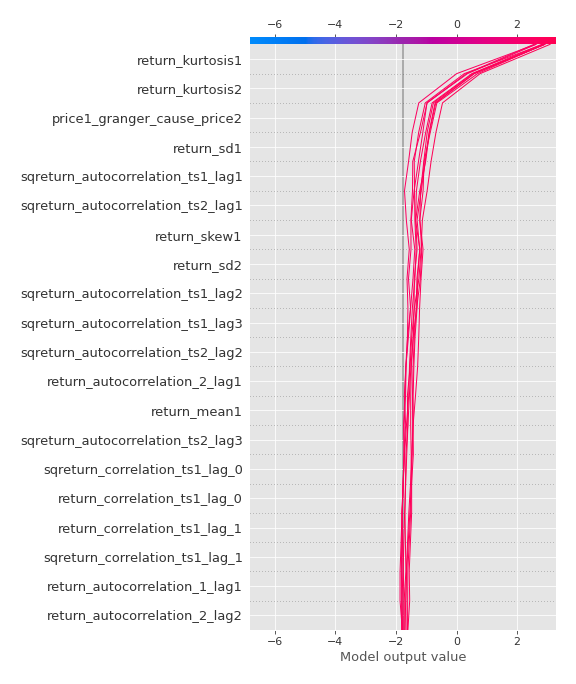 −6 −4 −2 0 2
return_kurtosis1
return_kurtosis2
price1_granger_cause_price2
return_sd1
sqreturn_autocorrelation_ts1_lag1
sqreturn_autocorrelation_ts2_lag1
return_skew1
return_sd2
sqreturn_autocorrelation_ts1_lag2
sqreturn_autocorrelation_ts1_lag3
sqreturn_autocorrelation_ts2_lag2
return_autocorrelation_2_lag1
return_mean1
sqreturn_autocorrelation_ts2_lag3
sqreturn_correlation_ts1_lag_0
return_correlation_ts1_lag_0
return_correlation_ts1_lag_1
sqreturn_correlation_ts1_lag_1
return_autocorrelation_1_lag1
return_autocorrelation_2_lag2
−6 −4 −2 0 2
Model output value